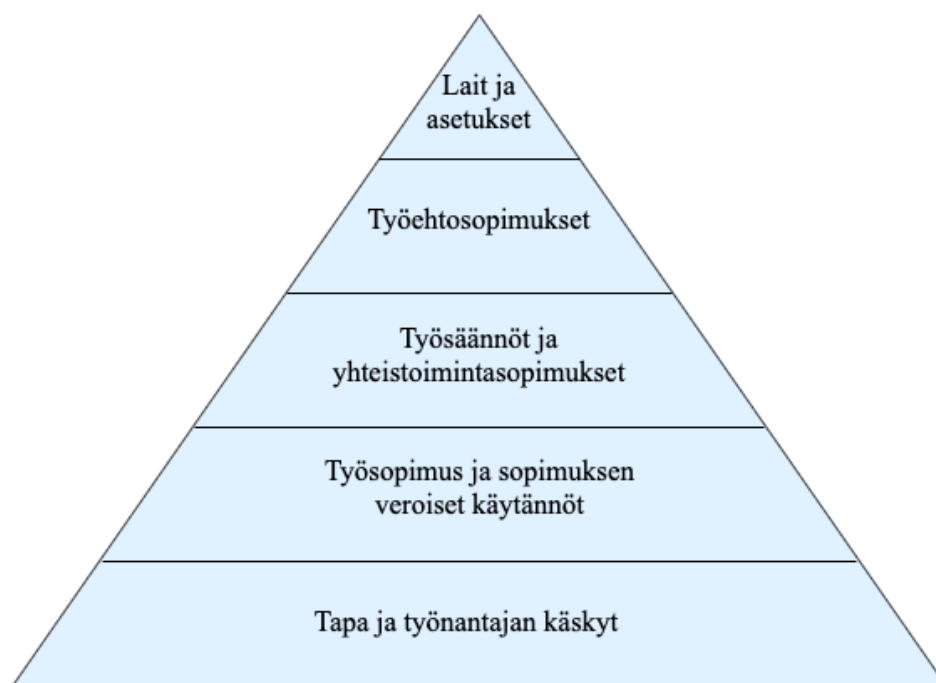 Lait ja
asetukset
Työehtosopimukset
Työsäännöt ja
yhteistoimintasopimukset
Työsopimus ja sopimuksen
veroiset käytännöt
Tapa ja työnantajan käskyt